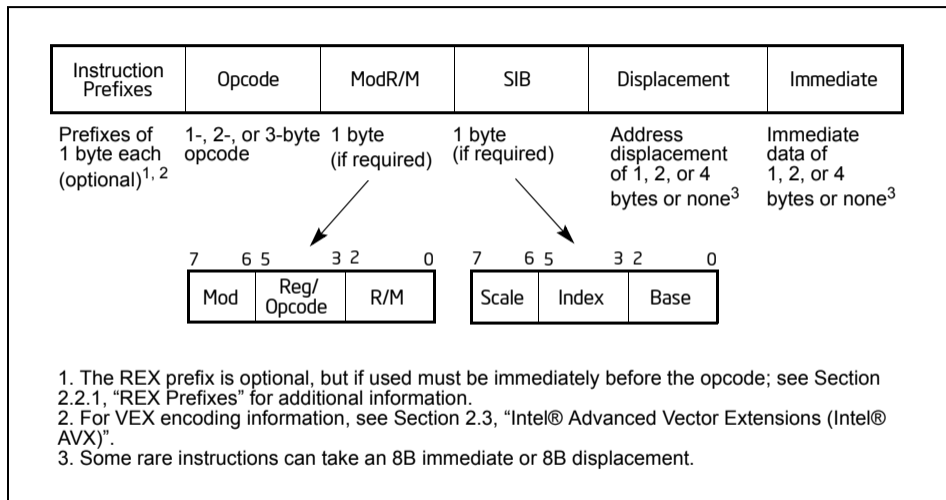 Instruction Prefixes
Opcode
ModR/M
SIB
Displacement
Immediate
Prefixes of
1 byte each
(optional)1, 2
1-, 2-, or 3-byte
opcode
1 byte
(if required)
1 byte
(if required)
Address
displacement
of 1, 2, or 4
bytes or none3
Immediate
data of
1, 2, or 4
bytes or none3
7 6 5 3 2 0
Mod
Reg/
Opcode
R/M
7 6 5 3 2 0
Scale
Index
Base
1. The REX prefix is optional, but if used must be immediately before the opcode; see Section
2.2.1, “REX Prefixes” for additional information.
2. For VEX encoding information, see Section 2.3, “Intel® Advanced Vector Extensions (Intel®
AVX)”.
3. Some rare instructions can take an 8B immediate or 8B displacement.